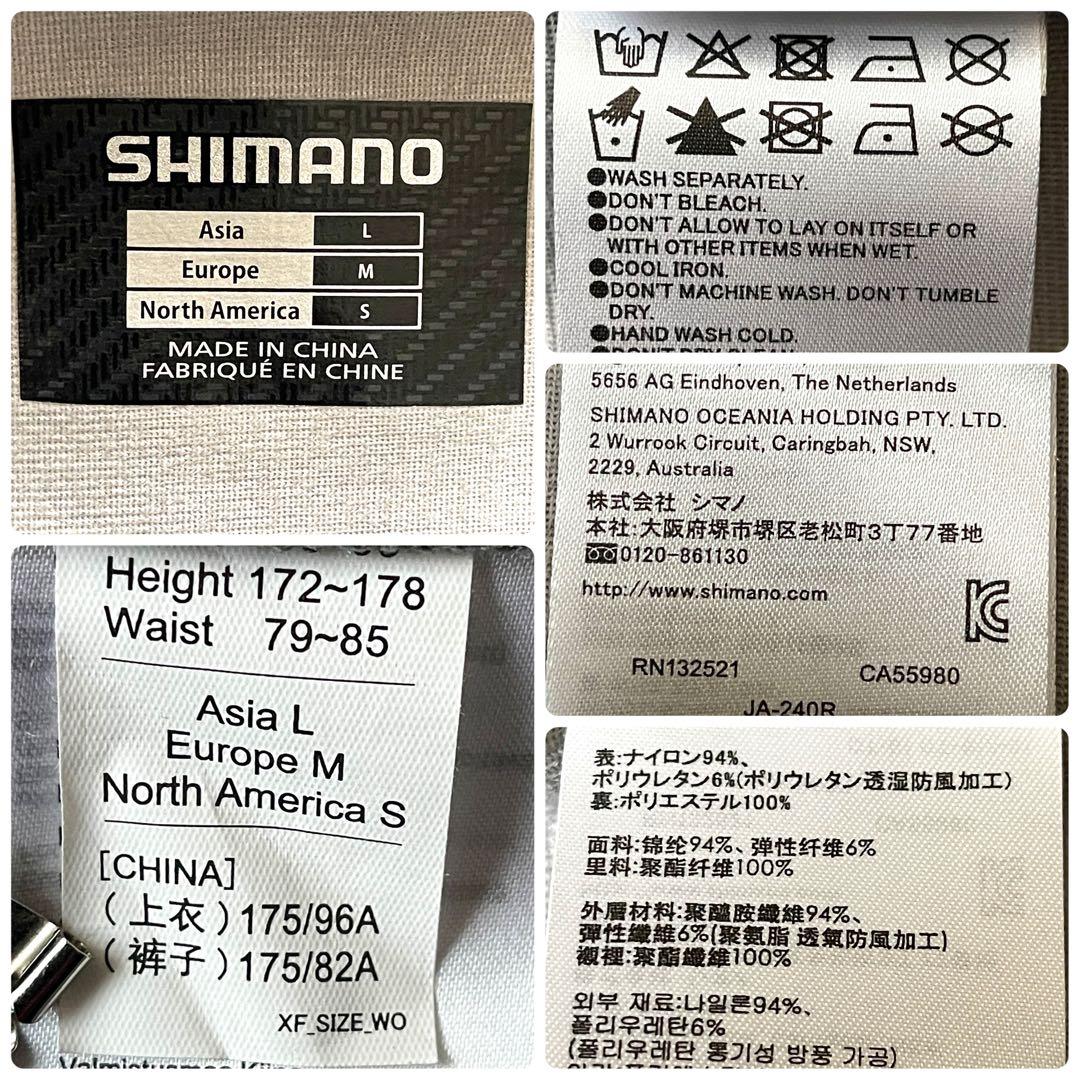 SHIMANO
Asia L
Europe M
North America S
MADE IN CHINA
FABRIQUÉ EN CHINE
Height 172~178
Waist 79~85
Asia L
Europe M
North America S
[CHINA]
(上衣)175/96A
(裤子)175/82A
XF_SIZE_WO
●WASH SEPARATELY.
●DON'T BLEACH.
●DON'T ALLOW TO LAY ON ITSELF OR
WITH OTHER ITEMS WHEN WET.
●COOL IRON.
●DON'T MACHINE WASH. DON'T TUMBLE
DRY.
●HAND WASH COLD.
5656 AG Eindhoven, The Netherlands
SHIMANO OCEANIA HOLDING PTY. LTD.
2 Wurrook Circuit, Caringbah, NSW,
2229, Australia
株式会社 シマノ
本社:大阪府堺市堺区老松町3丁77番地
0120-861130
http://www.shimano.com
RN132521 CA55980
JA-240R
表:ナイロン94%、
ポリウレタン6%(ポリウレタン透湿防風加工)
裏:ポリエステル100%
面料:锦纶94%、弹性纤维6%
里料:聚酯纤维100%
外層材料:聚醯胺纖維94%、
彈性纖維6%(聚氨脂 透氣防風加工)
襯裡:聚酯纖維100%
외부 재료:나일론94%、
폴리우레탄6%
(폴리우레탄 통기성 방풍 가공)